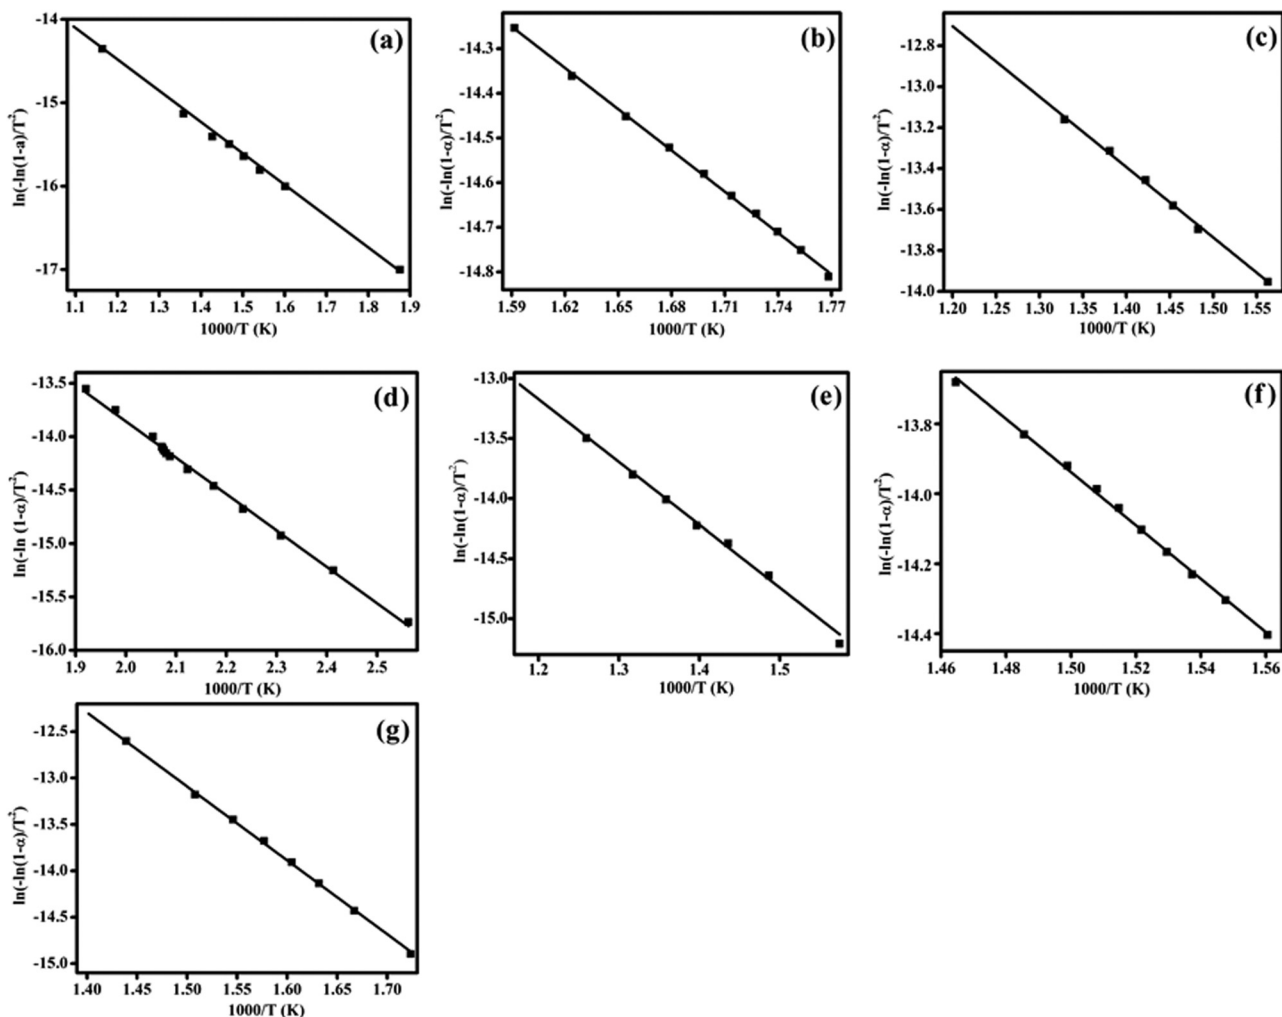 (a)
ln(-ln(1-a)/T²)
-14
-15
-16
-17
1.1 1.2 1.3 1.4 1.5 1.6 1.7 1.8 1.9
1000/T (K)
(b)
ln(-ln(1-α)/T²)
-14.3
-14.4
-14.5
-14.6
-14.7
-14.8
1.59 1.62 1.65 1.68 1.71 1.74 1.77
1000/T (K)
(c)
ln(-ln(1-α)/T²)
-12.8
-13.0
-13.2
-13.4
-13.6
-13.8
-14.0
1.20 1.25 1.30 1.35 1.40 1.45 1.50 1.55
1000/T (K)
(d)
ln(-ln (1-α)/T²)
-13.5
-14.0
-14.5
-15.0
-15.5
-16.0
1.9 2.0 2.1 2.2 2.3 2.4 2.5
1000/T (K)
(e)
ln(-ln(1-α)/T²)
-13.0
-13.5
-14.0
-14.5
-15.0
1.2 1.3 1.4 1.5
1000/T (K)
(f)
ln(-ln(1-α)/T²)
-13.8
-14.0
-14.2
-14.4
1.46 1.48 1.50 1.52 1.54 1.56
1000/T (K)
(g)
ln(-ln(1-α)/T²)
-12.5
-13.0
-13.5
-14.0
-14.5
-15.0
1.40 1.45 1.50 1.55 1.60 1.65 1.70
1000/T (K)